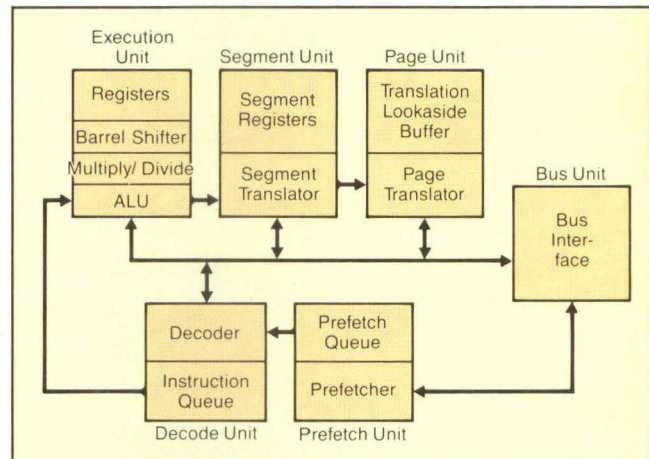 Execution
Unit
Segment Unit
Page Unit
Registers
Barrel Shifter
Multiply/ Divide
ALU
Segment
Registers
Segment
Translator
Translation
Lookaside
Buffer
Page
Translator
Bus Unit
Bus
Inter-
face
Decoder
Instruction
Queue
Decode Unit
Prefetch
Queue
Prefetcher
Prefetch Unit